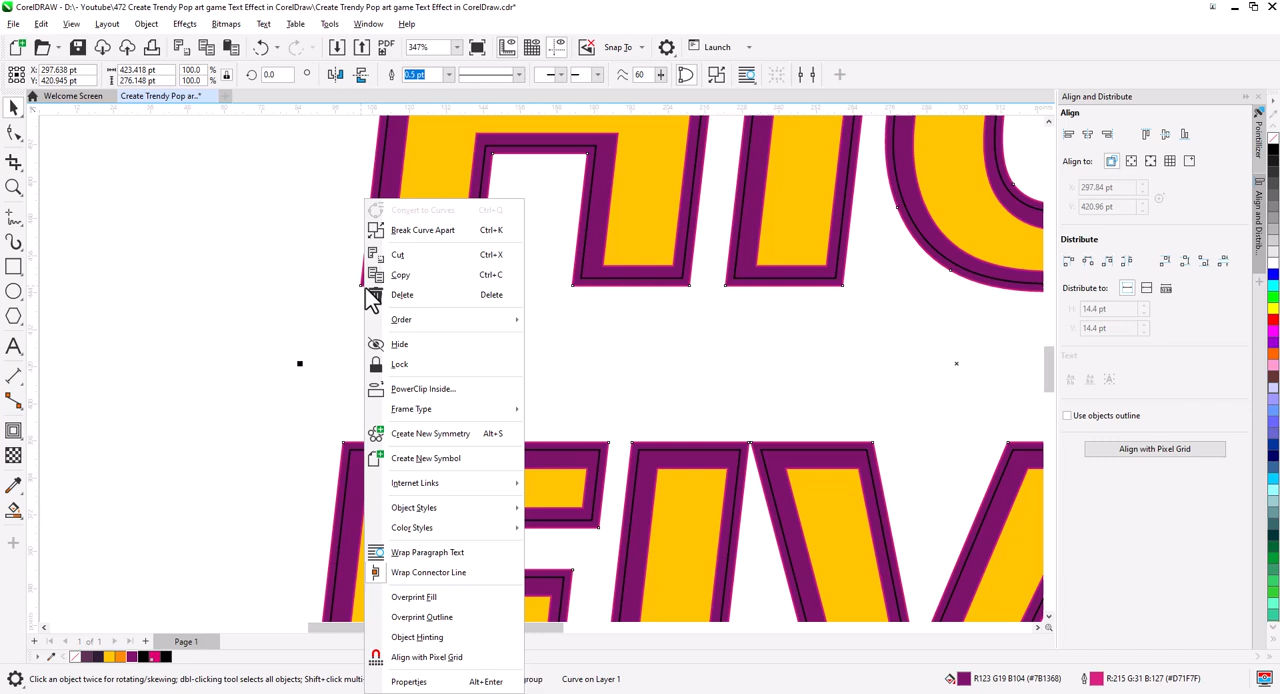 CorelDRAW - D:\- Youtube\472 Create Trendy Pop art game Text Effect in CorelDraw\Create Trendy Pop art game Text Effect in CorelDraw.cdr*
File Edit View Layout Object Effects Bitmaps Text Table Tools Window Help
PDF 347% Snap To Launch
X: 297.638 pt 423.418 pt 100.0 %
Y: 420.945 pt 276.148 pt 100.0 %
0.0 0.5 pt 60
Welcome Screen Create Trendy Pop ar...*
Align and Distribute
Align
Align to:
X: 297.84 pt
Y: 420.96 pt
Distribute
Distribute to:
H: 14.4 pt
V: 14.4 pt
Text
Use objects outline
Align with Pixel Grid
Pointillizer
Align and Distrib...
Convert to Curves Ctrl+Q
Break Curve Apart Ctrl+K
Cut Ctrl+X
Copy Ctrl+C
Delete Delete
Order
Hide
Lock
PowerClip Inside...
Frame Type
Create New Symmetry Alt+S
Create New Symbol
Internet Links
Object Styles
Color Styles
Wrap Paragraph Text
Wrap Connector Line
Overprint Fill
Overprint Outline
Object Hinting
Align with Pixel Grid
Properties Alt+Enter
1 of 1 Page 1
Click an object twice for rotating/skewing; dbl-clicking tool selects all objects; Shift+click multi- group Curve on Layer 1 R123 G19 B104 (#7B1368) R:215 G:31 B:127 (#D71F7F)